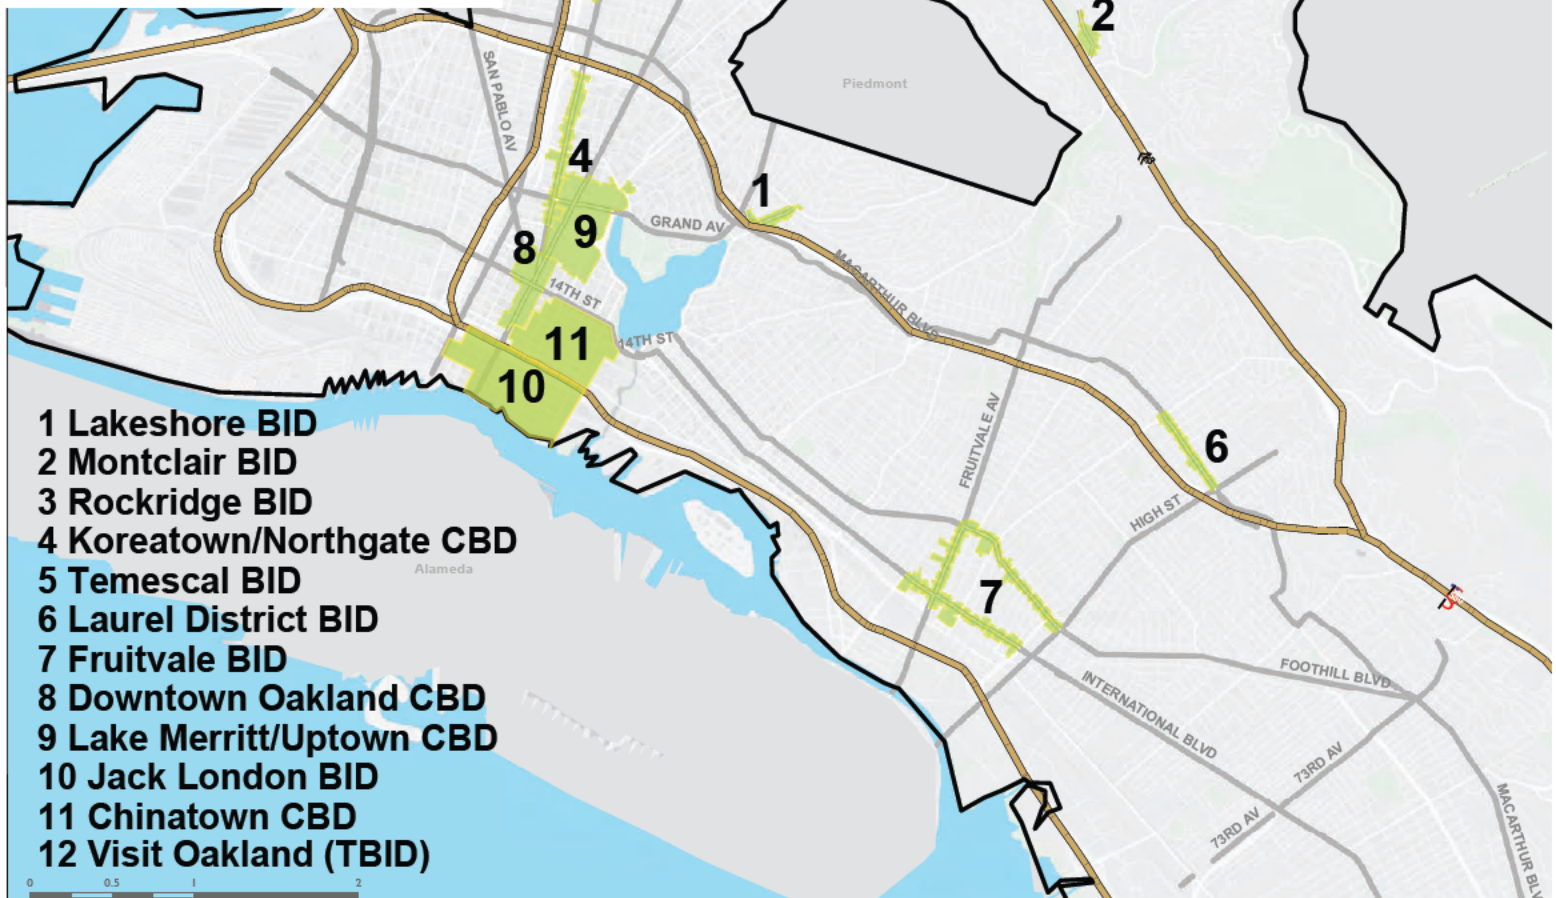 2
Piedmont
SAN PABLO AV
4
1
GRAND AV
9
8
MACARTHUR BLVD
14TH ST
11
14TH ST
10
FRUITVALE AV
6
HIGH ST
7
1 Lakeshore BID
2 Montclair BID
3 Rockridge BID
4 Koreatown/Northgate CBD
Alameda
5 Temescal BID
6 Laurel District BID
7 Fruitvale BID
8 Downtown Oakland CBD
9 Lake Merritt/Uptown CBD
10 Jack London BID
11 Chinatown CBD
12 Visit Oakland (TBID)
FOOTHILL BLVD
INTERNATIONAL BLVD
73RD AV
73RD AV
MACARTHUR BLV
0 0.5 1 2